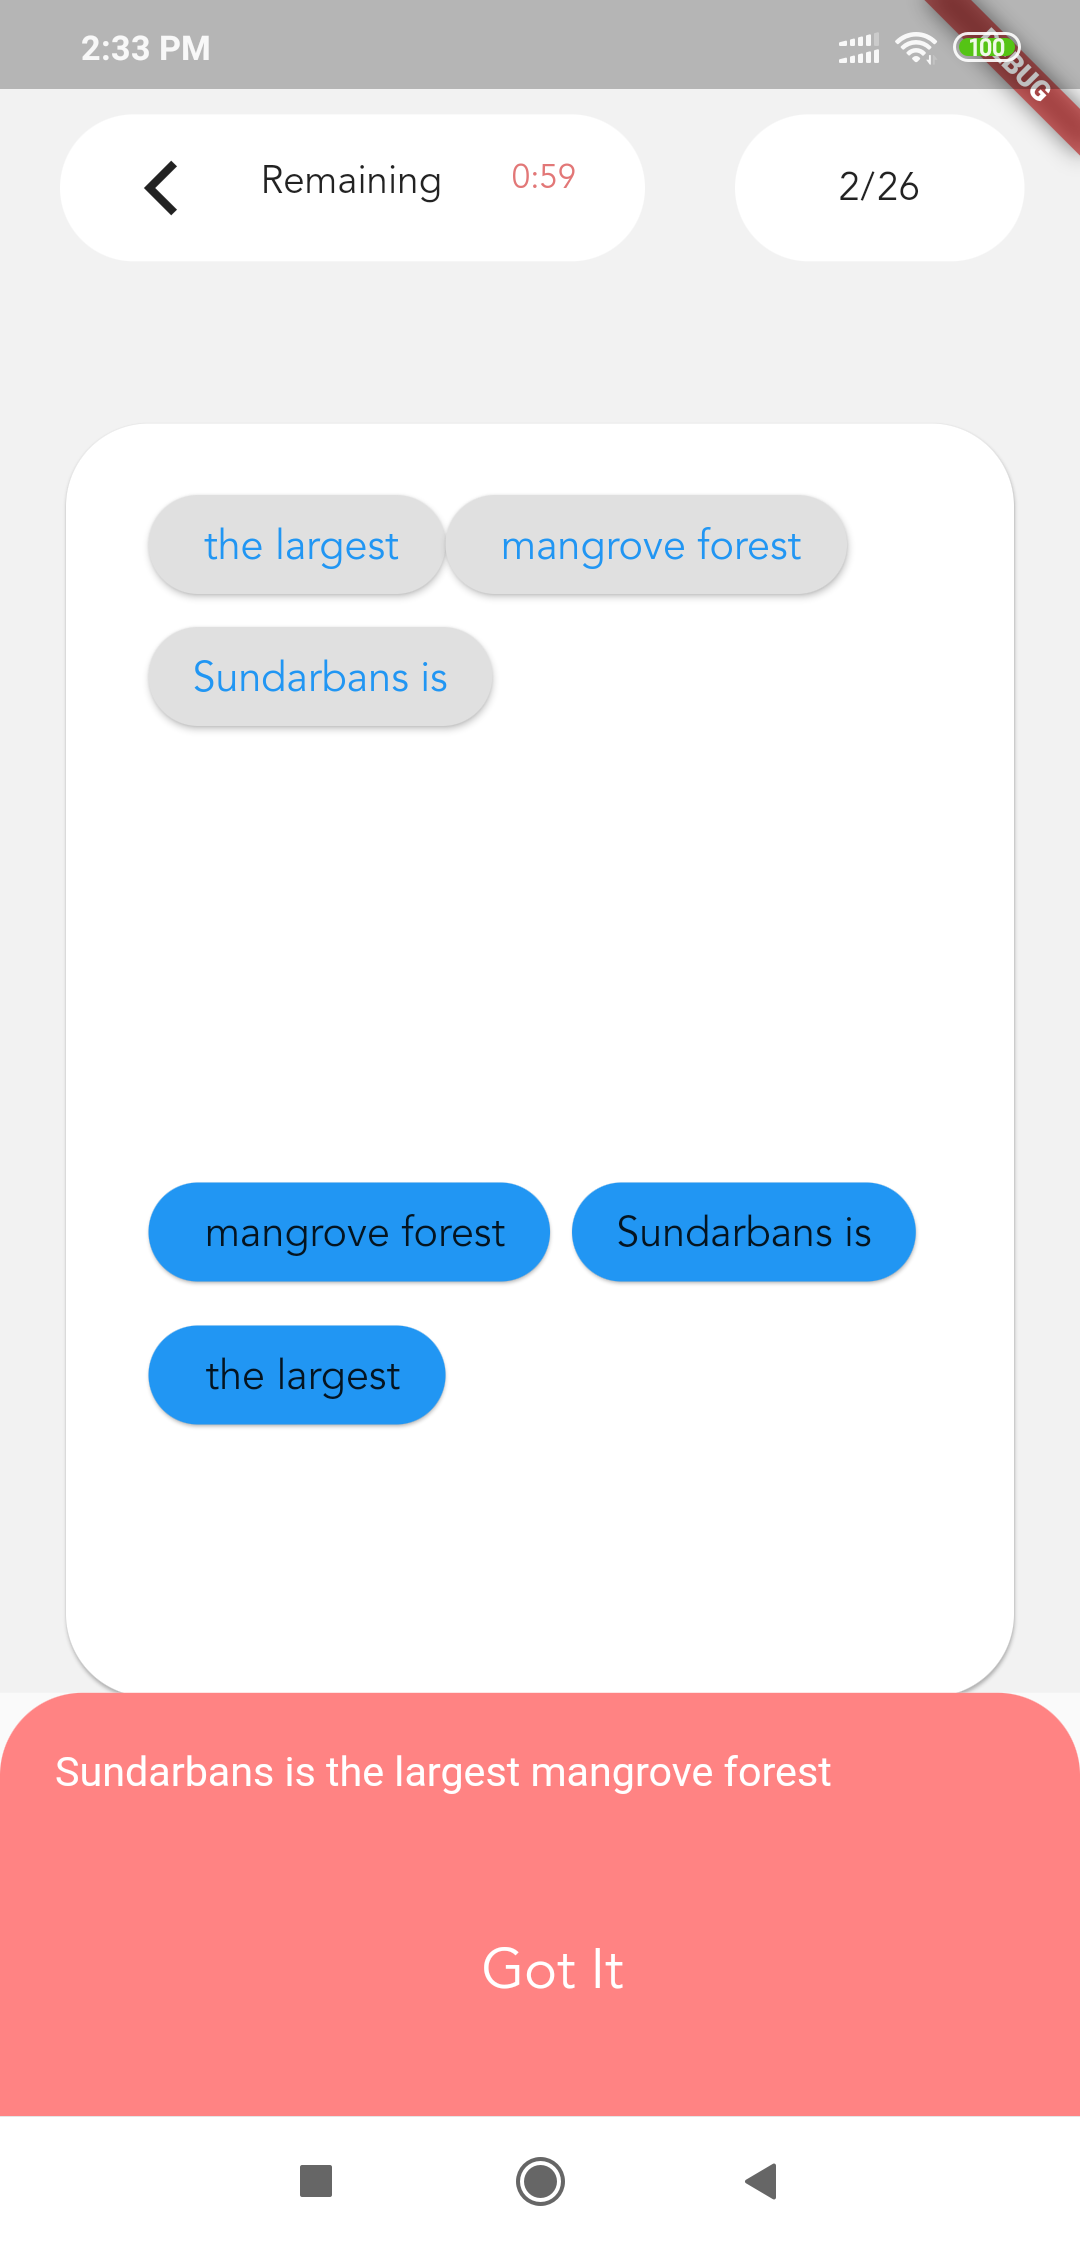 2:33 PM
100
DEBUG
Remaining 0:59
2/26
the largest mangrove forest
Sundarbans is
mangrove forest Sundarbans is
the largest
Sundarbans is the largest mangrove forest
Got It